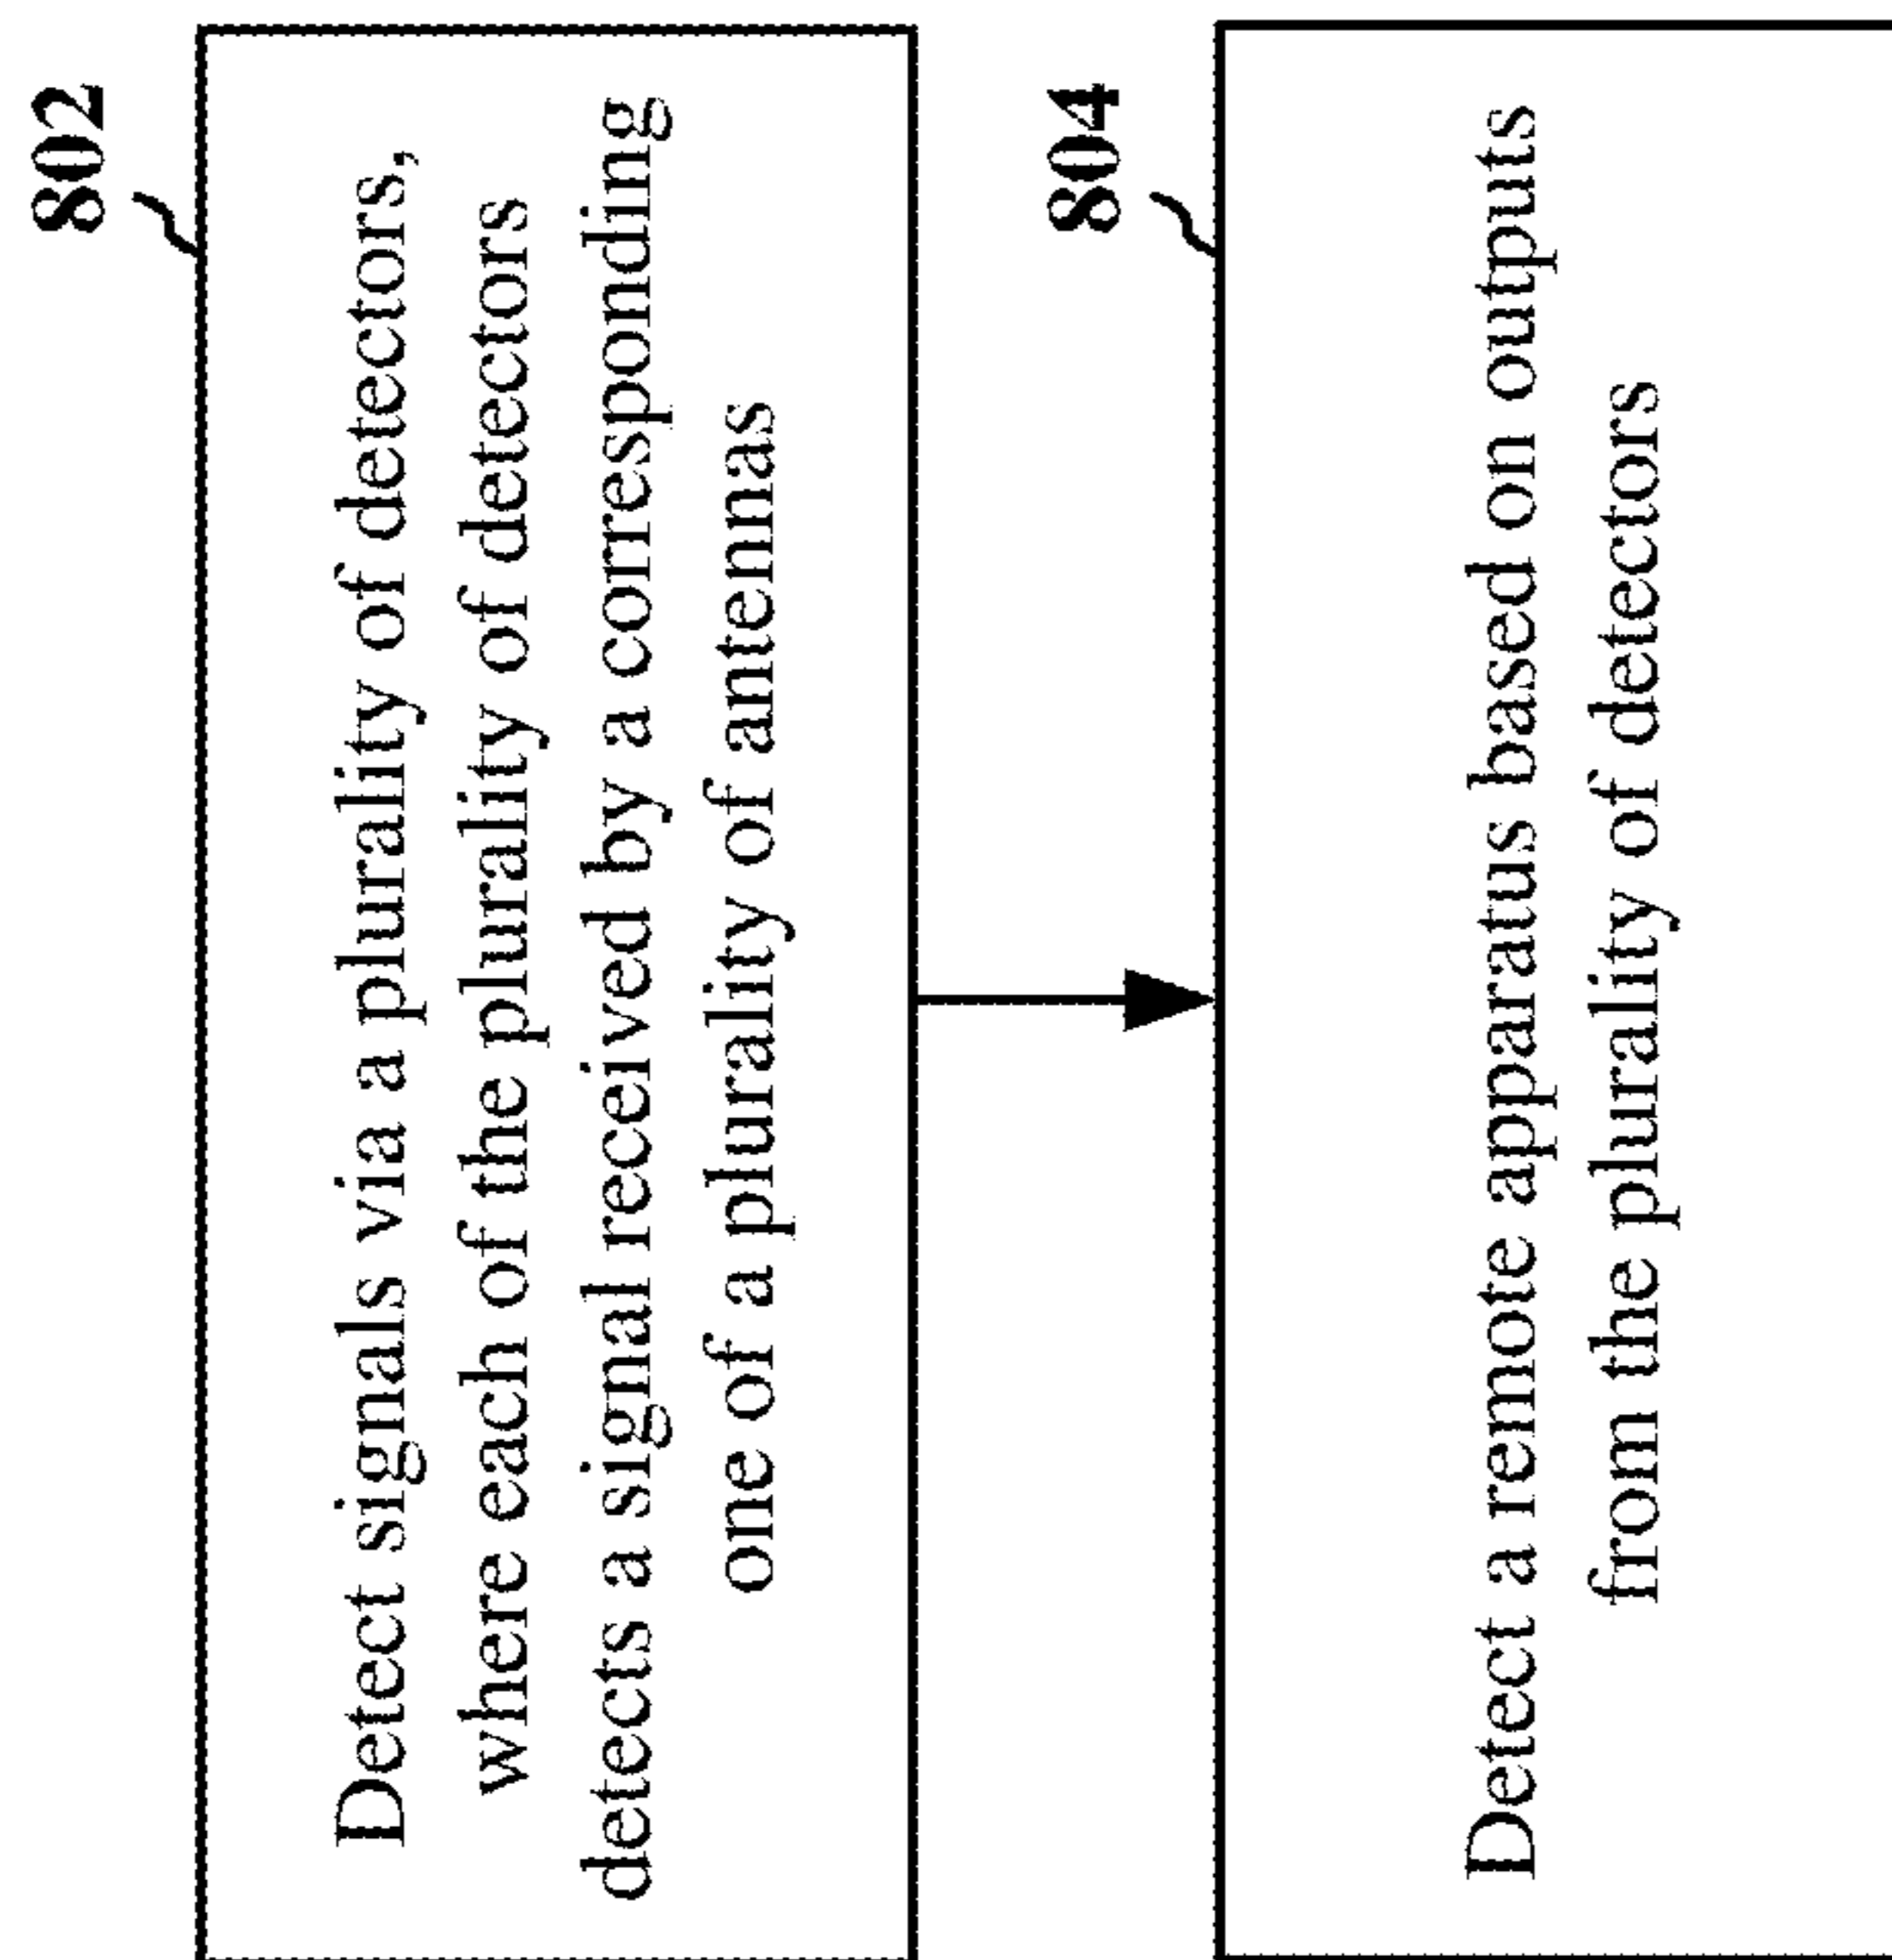 802
Detect signals via a plurality of detectors,
where each of the plurality of detectors
detects a signal received by a corresponding
one of a plurality of antennas
804
Detect a remote apparatus based on outputs
from the plurality of detectors